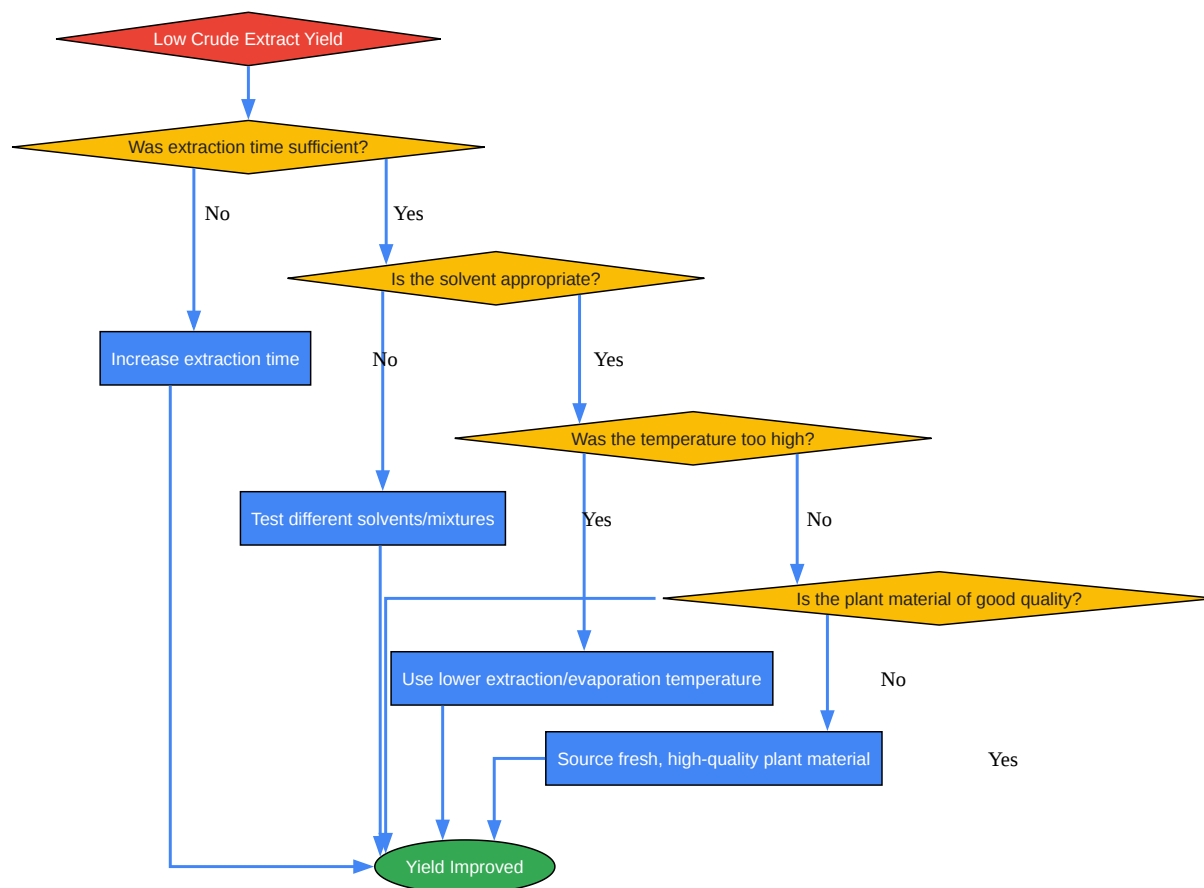 Low Crude Extract Yield
Was extraction time sufficient?
No
Yes
Is the solvent appropriate?
Increase extraction time
No
Yes
Was the temperature too high?
Test different solvents/mixtures
Yes
No
Is the plant material of good quality?
Use lower extraction/evaporation temperature
No
Source fresh, high-quality plant material
Yes
Yield Improved